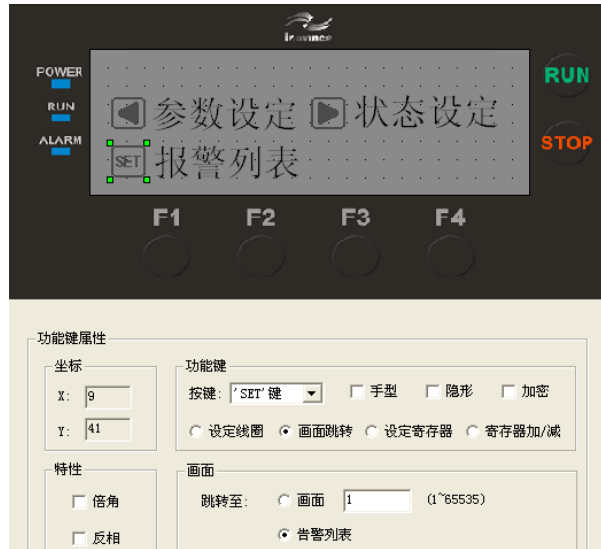 iravince
POWER
RUN
ALARM
RUN
STOP
参数设定 状态设定
SET 报警列表
F1 F2 F3 F4
功能键属性
坐标
X: 9
Y: 41
功能键
按键: 'SET'键 手型 隐形 加密
设定线圈 画面跳转 设定寄存器 寄存器加/减
特性
倍角
反相
画面
跳转至: 画面 1 (1~65535)
告警列表